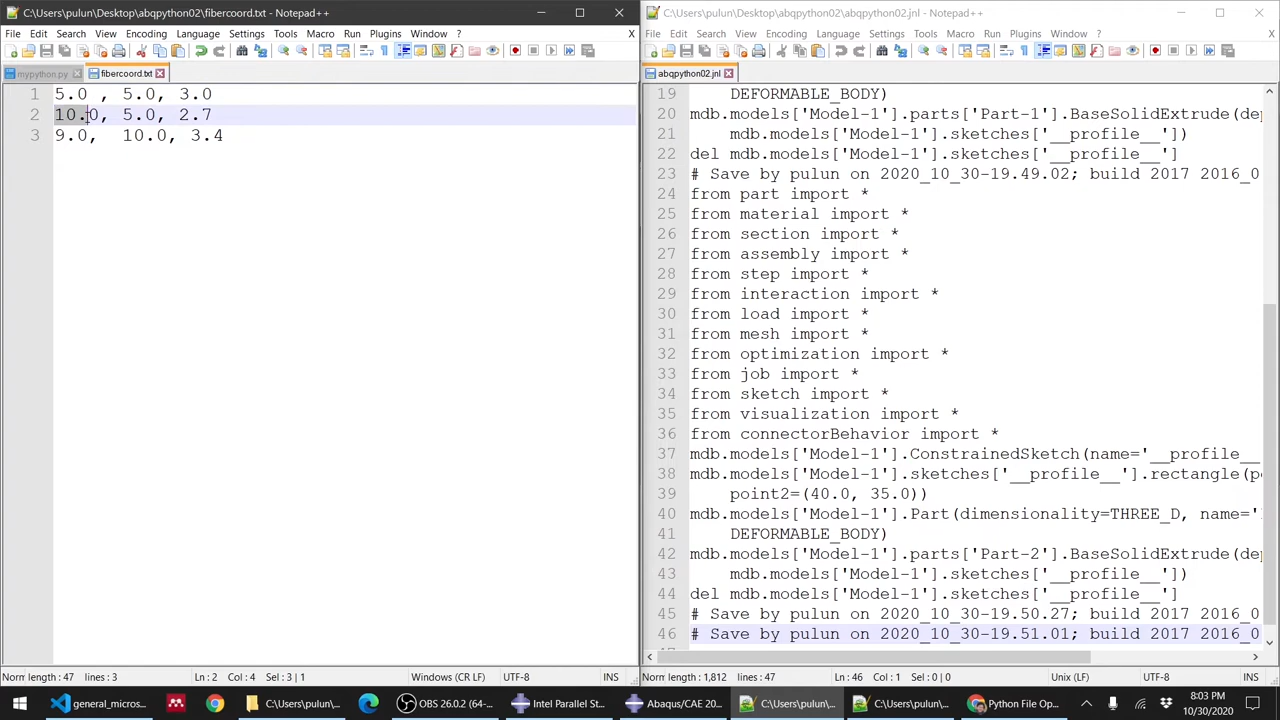 C:\Users\pulun\Desktop\abqpython02\fibercoord.txt - Notepad++
File Edit Search View Encoding Language Settings Tools Macro Run Plugins Window ? X
mypython.py fibercoord.txt
1 5.0 , 5.0, 3.0
2 10.0, 5.0, 2.7
3 9.0,  10.0, 3.4
Norm length : 47 lines : 3 Ln : 2 Col : 4 Sel : 3 | 1 Windows (CR LF) UTF-8 INS
C:\Users\pulun\Desktop\abqpython02\abqpython02.jnl - Notepad++
File Edit Search View Encoding Language Settings Tools Macro Run Plugins Window ? X
abqpython02.jnl
19 DEFORMABLE_BODY)
20 mdb.models['Model-1'].parts['Part-1'].BaseSolidExtrude(de
21 mdb.models['Model-1'].sketches['__profile__'])
22 del mdb.models['Model-1'].sketches['__profile__']
23 # Save by pulun on 2020_10_30-19.49.02; build 2017 2016_0
24 from part import *
25 from material import *
26 from section import *
27 from assembly import *
28 from step import *
29 from interaction import *
30 from load import *
31 from mesh import *
32 from optimization import *
33 from job import *
34 from sketch import *
35 from visualization import *
36 from connectorBehavior import *
37 mdb.models['Model-1'].ConstrainedSketch(name='__profile__
38 mdb.models['Model-1'].sketches['__profile__'].rectangle(p
39 point2=(40.0, 35.0))
40 mdb.models['Model-1'].Part(dimensionality=THREE_D, name='
41 DEFORMABLE_BODY)
42 mdb.models['Model-1'].parts['Part-2'].BaseSolidExtrude(de
43 mdb.models['Model-1'].sketches['__profile__'])
44 del mdb.models['Model-1'].sketches['__profile__']
45 # Save by pulun on 2020_10_30-19.50.27; build 2017 2016_0
46 # Save by pulun on 2020_10_30-19.51.01; build 2017 2016_0
Norm length : 1,812 lines : 47 Ln : 46 Col : 1 Sel : 0 | 0 Unix (LF) UTF-8 INS
general_micros... C:\Users\pulun\... OBS 26.0.2 (64-... Intel Parallel St... Abaqus/CAE 20... C:\Users\pulun\... C:\Users\pulun\... Python File Op... 8:03 PM
10/30/2020